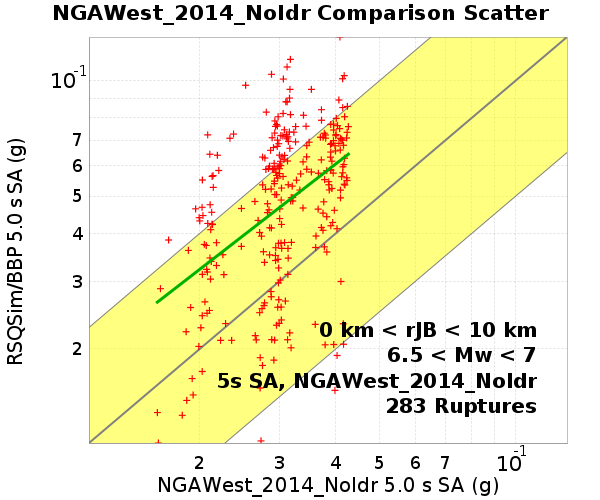 NGAWest_2014_NoIdr Comparison Scatter
10-1
7
6
5
4
3
2
RSQSim/BBP 5.0 s SA (g)
0 km < rJB < 10 km
6.5 < Mw < 7
5s SA, NGAWest_2014_NoIdr
283 Ruptures
2 3 4 5 6 7 10-1
NGAWest_2014_NoIdr 5.0 s SA (g)